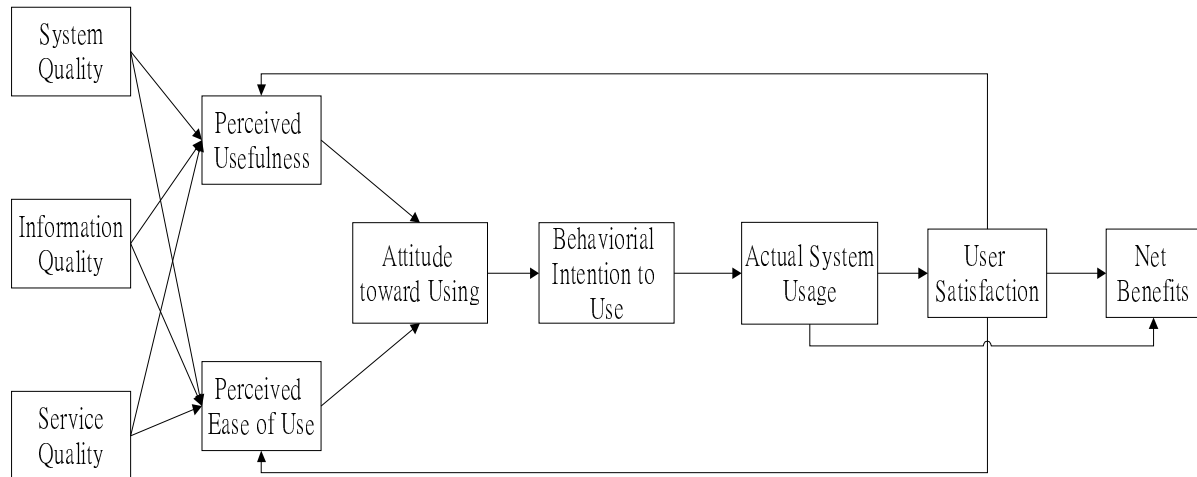 System
Quality
Perceived
Usefulness
Information
Quality
Attitude
toward Using
Behaviorial
Intention to
Use
Actual System
Usage
User
Satisfaction
Net
Benefits
Perceived
Ease of Use
Service
Quality